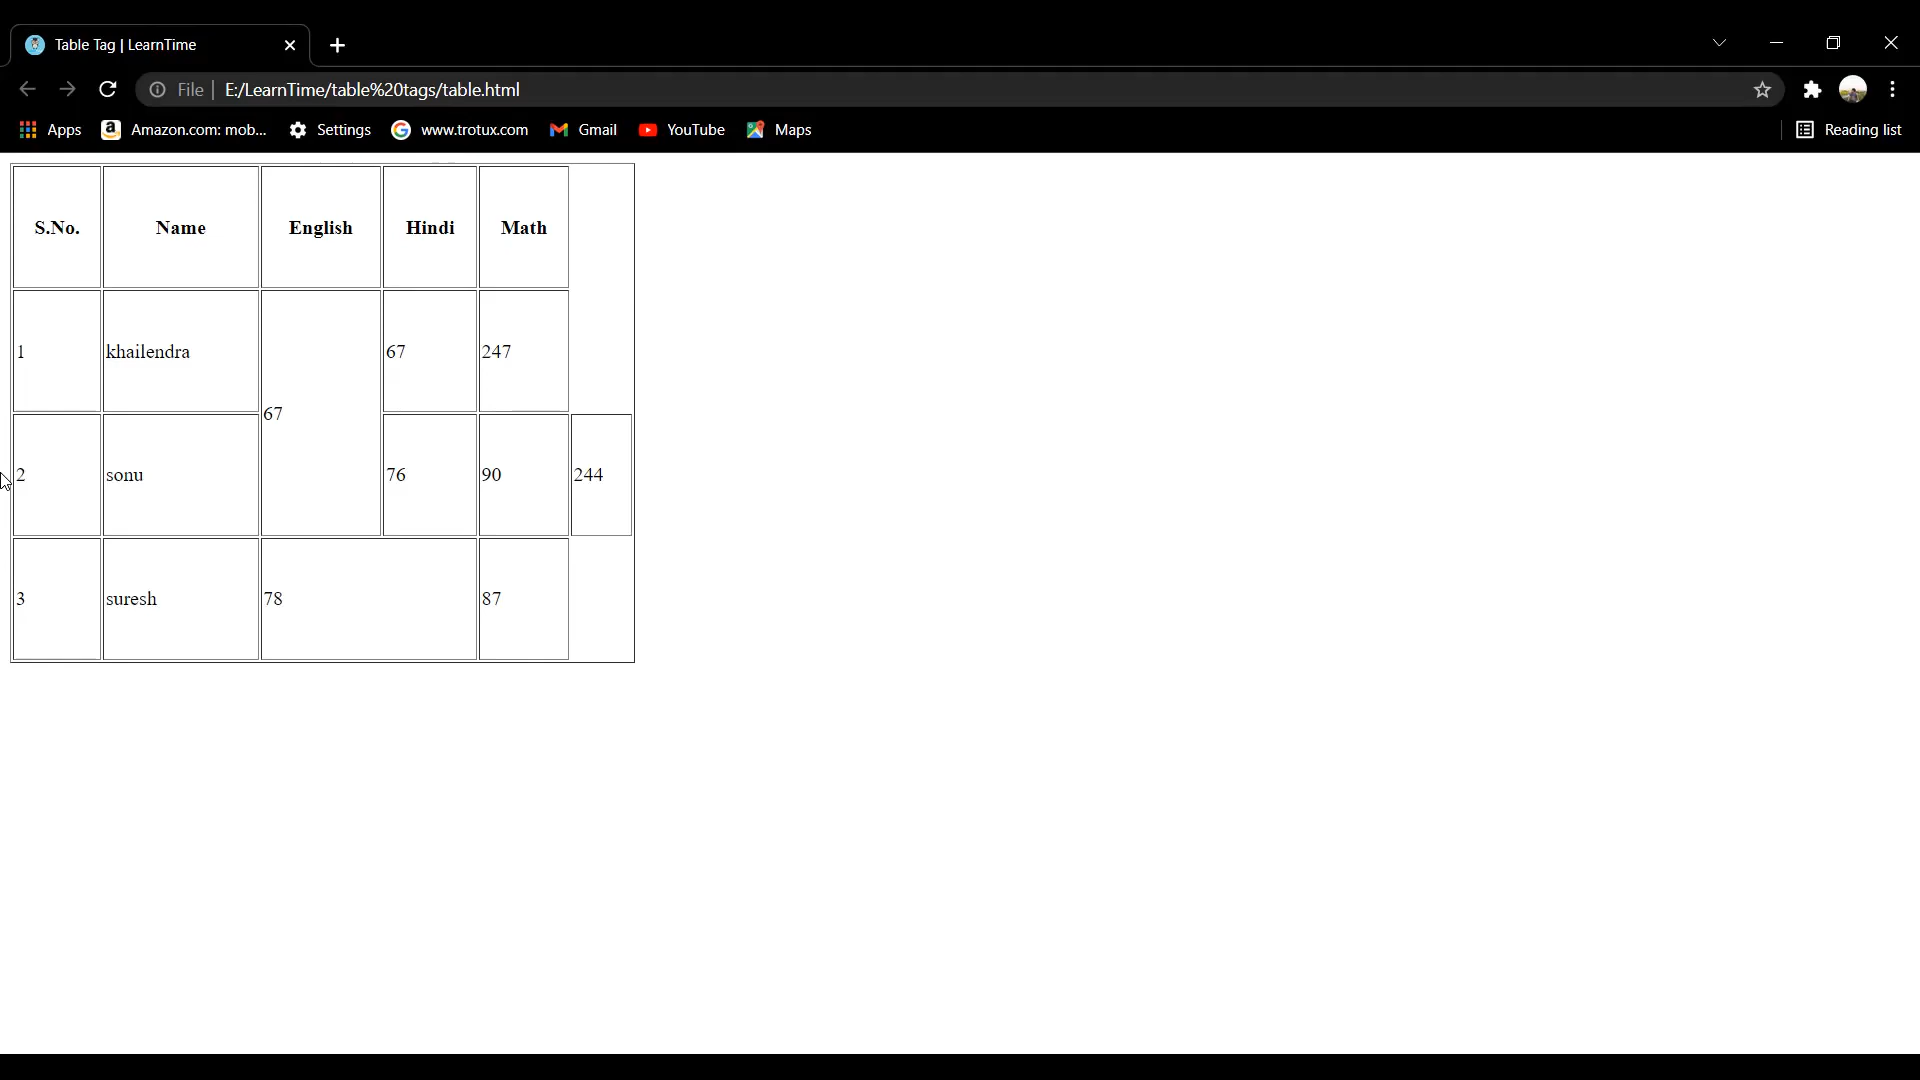 Table Tag | LearnTime
File | E:/LearnTime/table%20tags/table.html
Apps Amazon.com: mob... Settings www.trotux.com Gmail YouTube Maps Reading list
S.No. Name English Hindi Math
1 khailendra 67 67 247
2 sonu 76 90 244
3 suresh 78 87